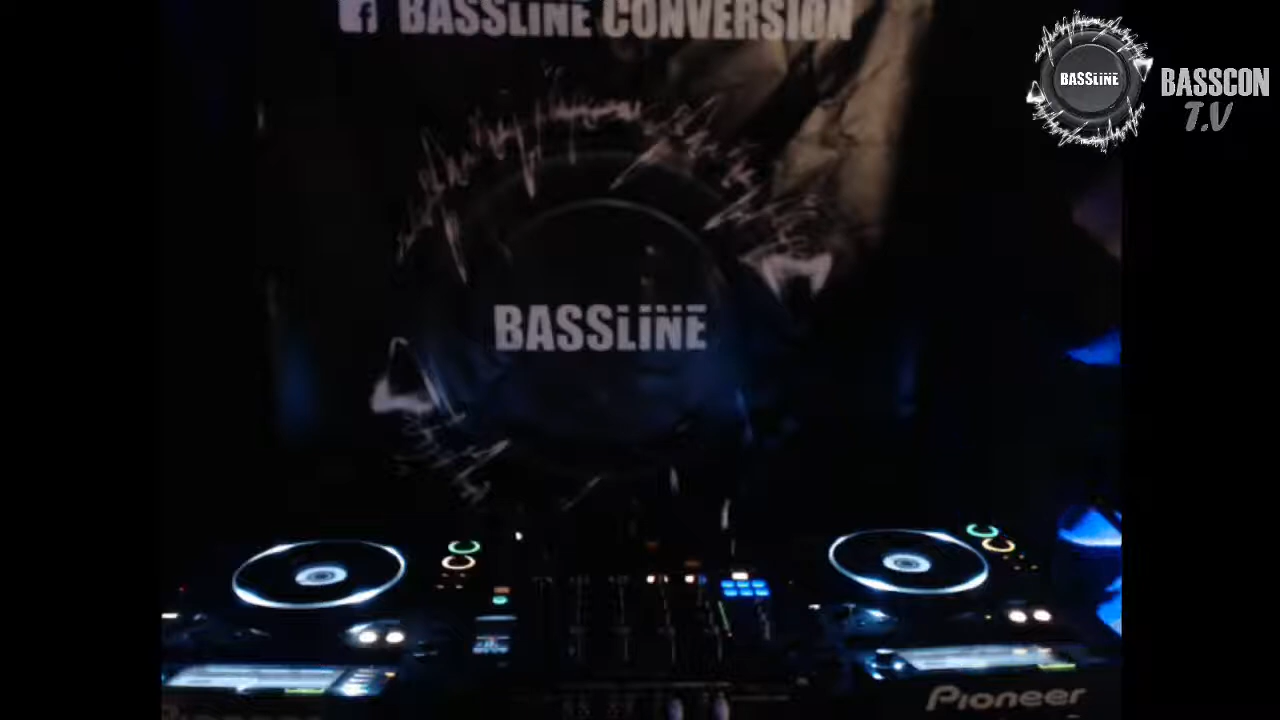 BASSLINE CONVERSION
BASSLINE
BASSCON
T.V
BASSLINE
Pioneer